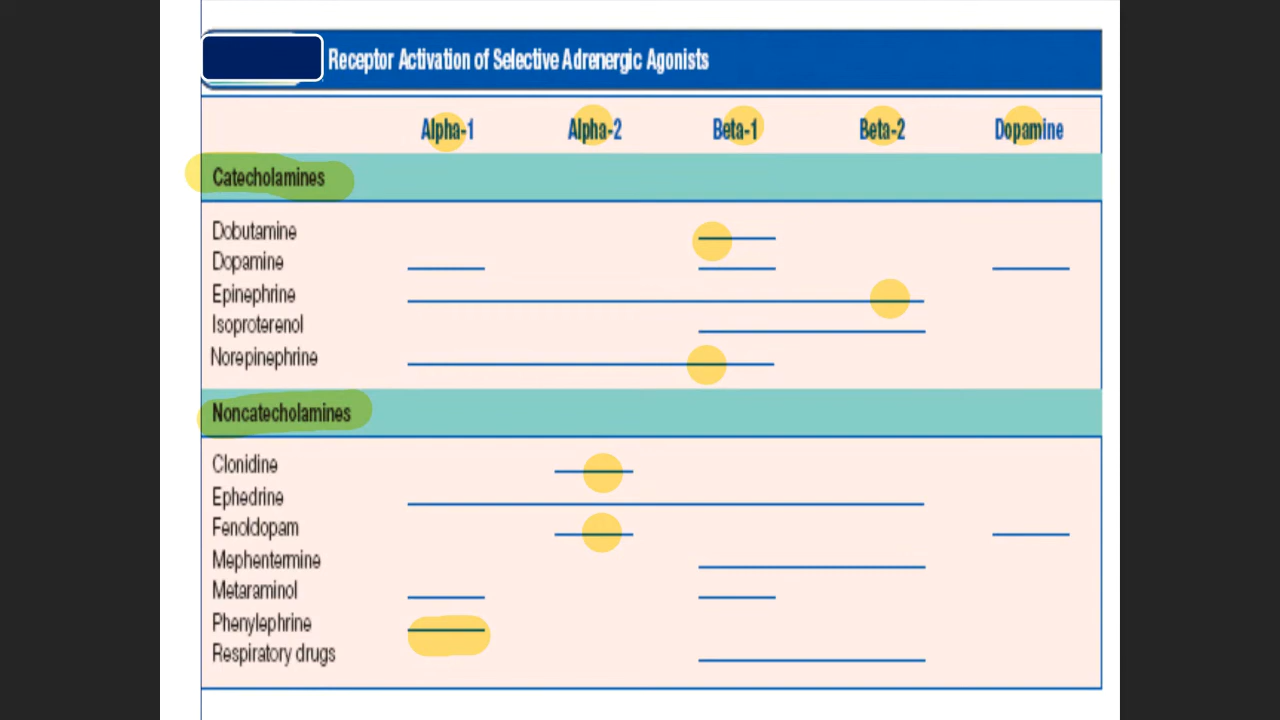 Receptor Activation of Selective Adrenergic Agonists
Alpha-1 Alpha-2 Beta-1 Beta-2 Dopamine
Catecholamines
Dobutamine
Dopamine
Epinephrine
Isoproterenol
Norepinephrine
Noncatecholamines
Clonidine
Ephedrine
Fenoldopam
Mephentermine
Metaraminol
Phenylephrine
Respiratory drugs